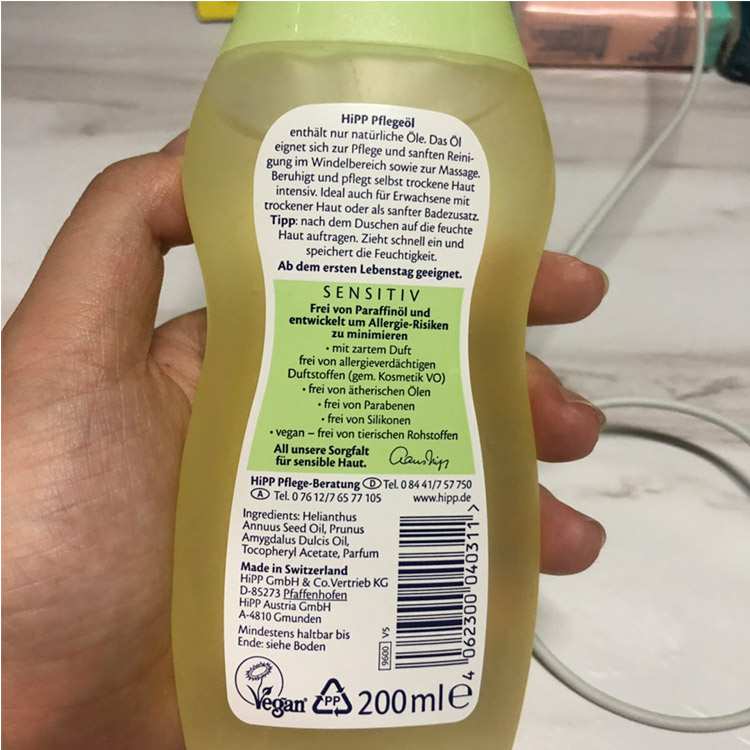 HiPP Pflegeöl
enthält nur natürliche Öle. Das Öl
eignet sich zur Pflege und sanften Reini-
gung im Windelbereich sowie zur Massage.
Beruhigt und pflegt selbst trockene Haut
intensiv. Ideal auch für Erwachsene mit
trockener Haut oder als sanfter Badezusatz.
Tipp: nach dem Duschen auf die feuchte
Haut auftragen. Zieht schnell ein und
speichert die Feuchtigkeit.
Ab dem ersten Lebenstag geeignet.
SENSITIV
Frei von Paraffinöl und
entwickelt um Allergie-Risiken
zu minimieren
• mit zartem Duft
frei von allergieverdächtigen
Duftstoffen (gem. Kosmetik VO)
• frei von ätherischen Ölen
• frei von Parabenen
• frei von Silikonen
• vegan – frei von tierischen Rohstoffen
All unsere Sorgfalt
für sensible Haut.
Claus Hipp
HiPP Pflege-Beratung D Tel. 0 84 41/7 57 750
A Tel. 0 76 12/7 65 77 105 www.hipp.de
Ingredients: Helianthus
Annuus Seed Oil, Prunus
Amygdalus Dulcis Oil,
Tocopheryl Acetate, Parfum
Made in Switzerland
HiPP GmbH & Co.Vertrieb KG
D-85273 Pfaffenhofen
HiPP Austria GmbH
A-4810 Gmunden
Mindestens haltbar bis
Ende: siehe Boden
9600 V5
4 062300 040311 >
Vegan
PP
200ml e